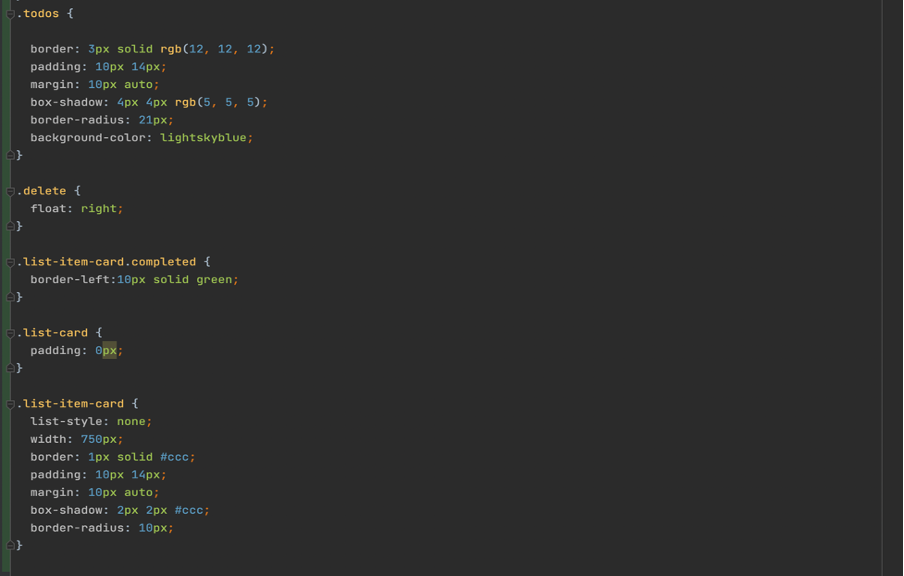 .todos {
border: 3px solid rgb(12, 12, 12);
padding: 10px 14px;
margin: 10px auto;
box-shadow: 4px 4px rgb(5, 5, 5);
border-radius: 21px;
background-color: lightskyblue;
}
.delete {
float: right;
}
.list-item-card.completed {
border-left:10px solid green;
}
.list-card {
padding: 0px;
}
.list-item-card {
list-style: none;
width: 750px;
border: 1px solid #ccc;
padding: 10px 14px;
margin: 10px auto;
box-shadow: 2px 2px #ccc;
border-radius: 10px;
}